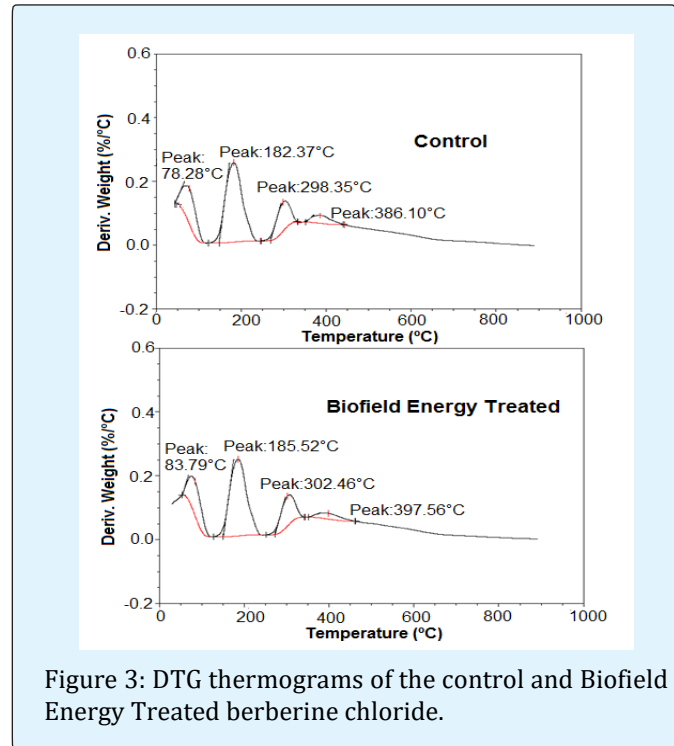 0.6
Control
Peak:182.37°C
Peak:
78.28°C
Peak:298.35°C
Peak:386.10°C
0.4
0.2
0.0
-0.2
Deriv. Weight (%/°C)
0 200 400 600 800 1000
Temperature (ºC)
0.6
Biofield Energy Treated
Peak:185.52°C
Peak:
83.79°C
Peak:302.46°C
Peak:397.56°C
0.4
0.2
0.0
-0.2
Deriv. Weight (%/°C)
0 200 400 600 800 1000
Temperature (ºC)
Figure 3: DTG thermograms of the control and Biofield
Energy Treated berberine chloride.